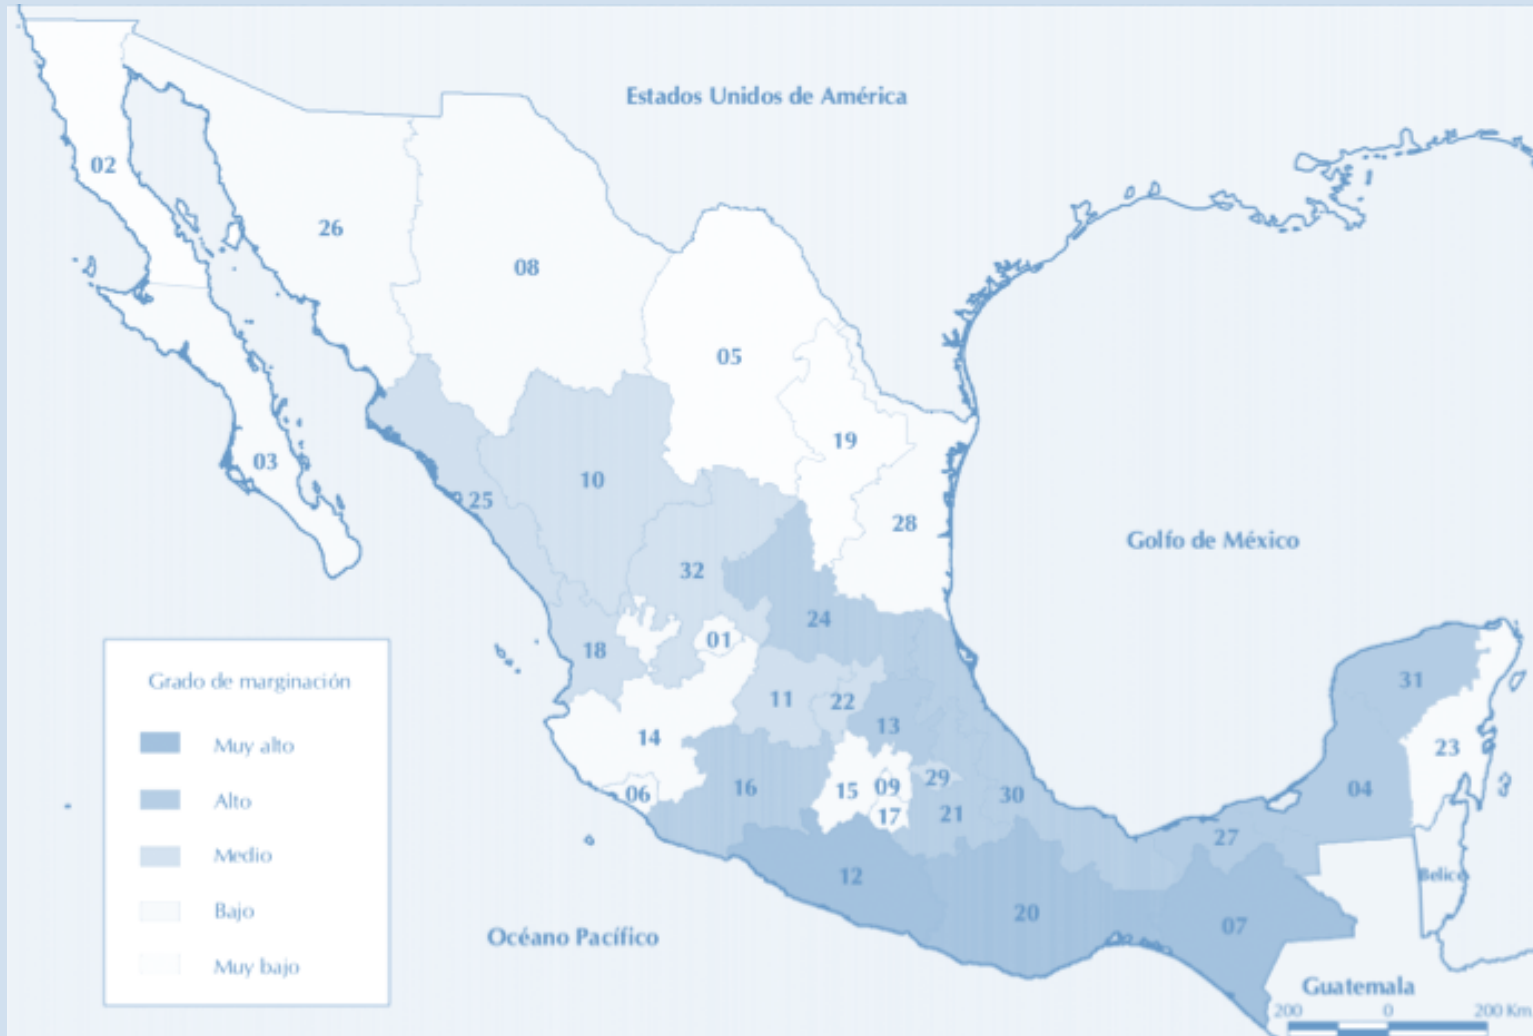 Estados Unidos de América
02
26
08
05
19
03
10
25
28
Golfo de México
32
24
18
01
31
11
22
13
14
23
29
16
15
09
04
06
30
17
21
27
12
Belice
20
07
Océano Pacífico
Guatemala
200 0 200 Km
Grado de marginación
Muy alto
Alto
Medio
Bajo
Muy bajo